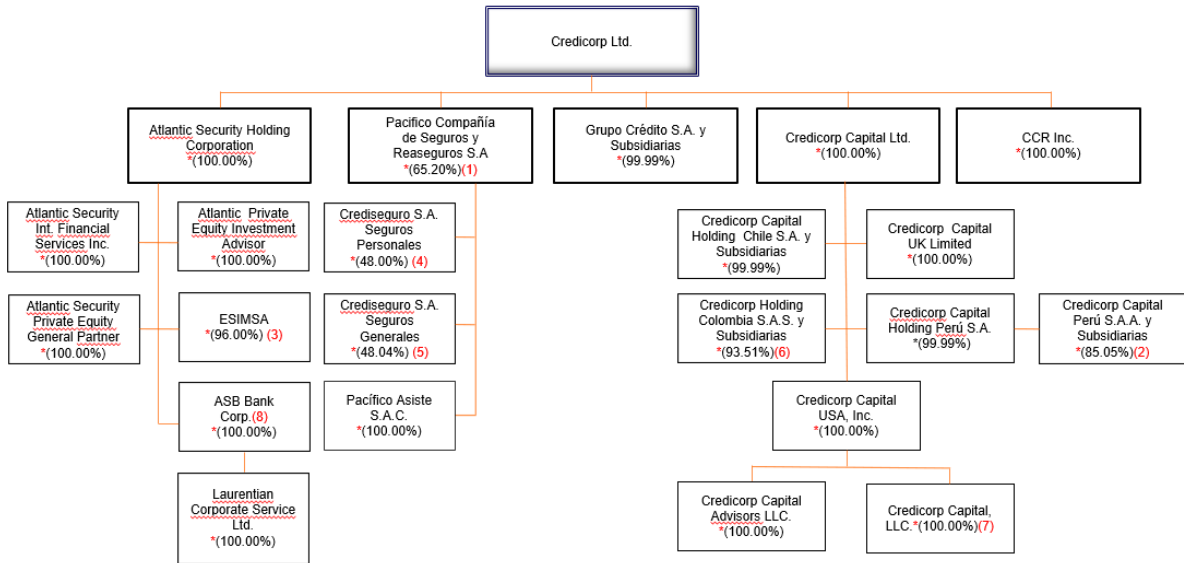 Credicorp Ltd.
Atlantic Security Holding
Corporation
*(100.00%)
Pacifico Compañía
de Seguros y
Reaseguros S.A
*(65.20%)(1)
Grupo Crédito S.A. y
Subsidiarias
*(99.99%)
Credicorp Capital Ltd.
*(100.00%)
CCR Inc.
*(100.00%)
Atlantic Security
Int. Financial
Services Inc.
*(100.00%)
Atlantic Private
Equity Investment
Advisor
*(100.00%)
Crediseguro S.A.
Seguros
Personales
*(48.00%) (4)
Credicorp Capital
Holding Chile S.A. y
Subsidiarias
*(99.99%)
Credicorp Capital
UK Limited
*(100.00%)
Atlantic Security
Private Equity
General Partner
*(100.00%)
ESIMSA
*(96.00%) (3)
Crediseguro S.A.
Seguros
Generales
*(48.04%) (5)
Credicorp Holding
Colombia S.A.S. y
Subsidiarias
*(93.51%)(6)
Credicorp Capital
Holding Perú S.A.
*(99.99%
Credicorp Capital
Perú S.A.A. y
Subsidiarias
*(85.05%)(2)
ASB Bank
Corp.(8)
*(100.00%)
Pacífico Asiste
S.A.C.
*(100.00%)
Credicorp Capital
USA, Inc.
*(100.00%)
Laurentian
Corporate Service
Ltd.
*(100.00%)
Credicorp Capital
Advisors LLC.
*(100.00%)
Credicorp Capital,
LLC.*(100.00%)(7)